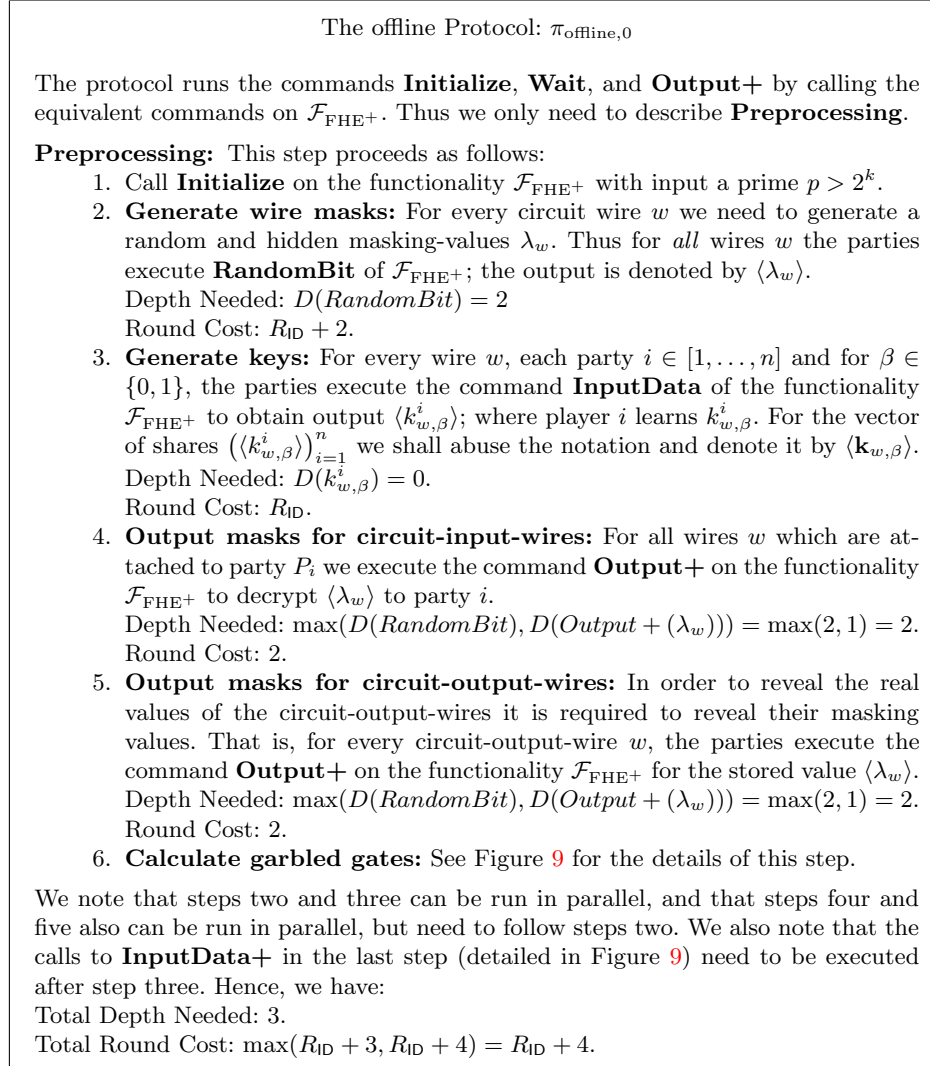 The offline Protocol: π_offline,0
The protocol runs the commands Initialize, Wait, and Output+ by calling the
equivalent commands on 𝓕_FHE⁺. Thus we only need to describe Preprocessing.
Preprocessing: This step proceeds as follows:
1. Call Initialize on the functionality 𝓕_FHE⁺ with input a prime p > 2^k.
2. Generate wire masks: For every circuit wire w we need to generate a
random and hidden masking-values λ_w. Thus for all wires w the parties
execute RandomBit of 𝓕_FHE⁺; the output is denoted by ⟨λ_w⟩.
Depth Needed: D(RandomBit) = 2
Round Cost: R_ID + 2.
3. Generate keys: For every wire w, each party i ∈ [1, . . . , n] and for β ∈
{0, 1}, the parties execute the command InputData of the functionality
𝓕_FHE⁺ to obtain output ⟨k^i_{w,β}⟩; where player i learns k^i_{w,β}. For the vector
of shares (⟨k^i_{w,β}⟩)^n_{i=1} we shall abuse the notation and denote it by ⟨𝐤_{w,β}⟩.
Depth Needed: D(k^i_{w,β}) = 0.
Round Cost: R_ID.
4. Output masks for circuit-input-wires: For all wires w which are at-
tached to party P_i we execute the command Output+ on the functionality
𝓕_FHE⁺ to decrypt ⟨λ_w⟩ to party i.
Depth Needed: max(D(RandomBit), D(Output + (λ_w))) = max(2, 1) = 2.
Round Cost: 2.
5. Output masks for circuit-output-wires: In order to reveal the real
values of the circuit-output-wires it is required to reveal their masking
values. That is, for every circuit-output-wire w, the parties execute the
command Output+ on the functionality 𝓕_FHE⁺ for the stored value ⟨λ_w⟩.
Depth Needed: max(D(RandomBit), D(Output + (λ_w))) = max(2, 1) = 2.
Round Cost: 2.
6. Calculate garbled gates: See Figure 9 for the details of this step.
We note that steps two and three can be run in parallel, and that steps four and
five also can be run in parallel, but need to follow steps two. We also note that the
calls to InputData+ in the last step (detailed in Figure 9) need to be executed
after step three. Hence, we have:
Total Depth Needed: 3.
Total Round Cost: max(R_ID + 3, R_ID + 4) = R_ID + 4.